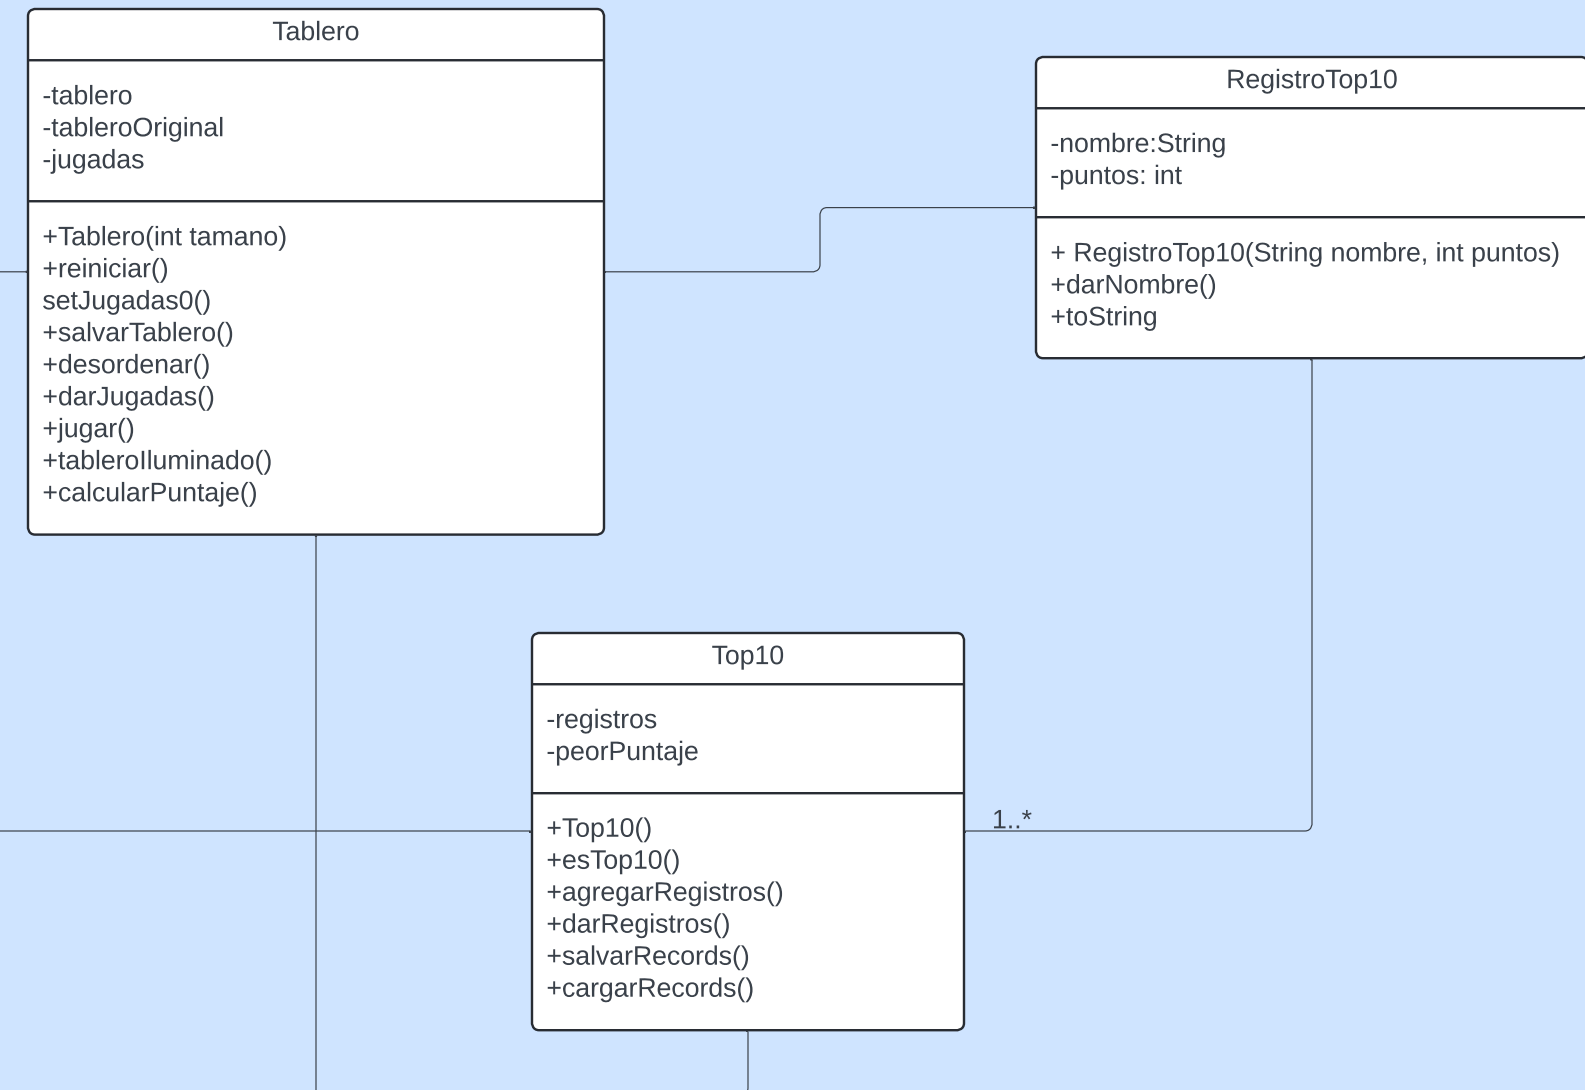 Tablero
-tablero
-tableroOriginal
-jugadas
+Tablero(int tamano)
+reiniciar()
setJugadas0()
+salvarTablero()
+desordenar()
+darJugadas()
+jugar()
+tableroIluminado()
+calcularPuntaje()
RegistroTop10
-nombre:String
-puntos: int
+ RegistroTop10(String nombre, int puntos)
+darNombre()
+toString
Top10
-registros
-peorPuntaje
+Top10()
+esTop10()
+agregarRegistros()
+darRegistros()
+salvarRecords()
+cargarRecords()
1..*